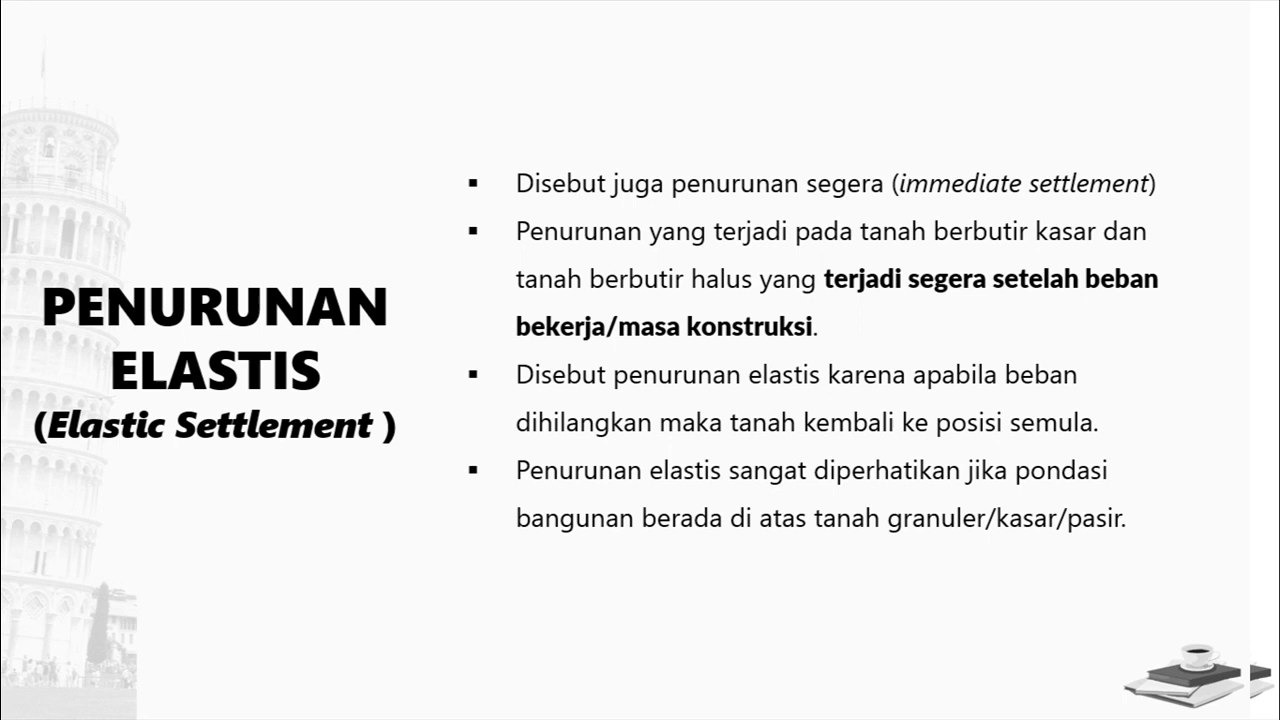 PENURUNAN
ELASTIS
(Elastic Settlement )
▪ Disebut juga penurunan segera (immediate settlement)
▪ Penurunan yang terjadi pada tanah berbutir kasar dan
tanah berbutir halus yang terjadi segera setelah beban
bekerja/masa konstruksi.
▪ Disebut penurunan elastis karena apabila beban
dihilangkan maka tanah kembali ke posisi semula.
▪ Penurunan elastis sangat diperhatikan jika pondasi
bangunan berada di atas tanah granuler/kasar/pasir.